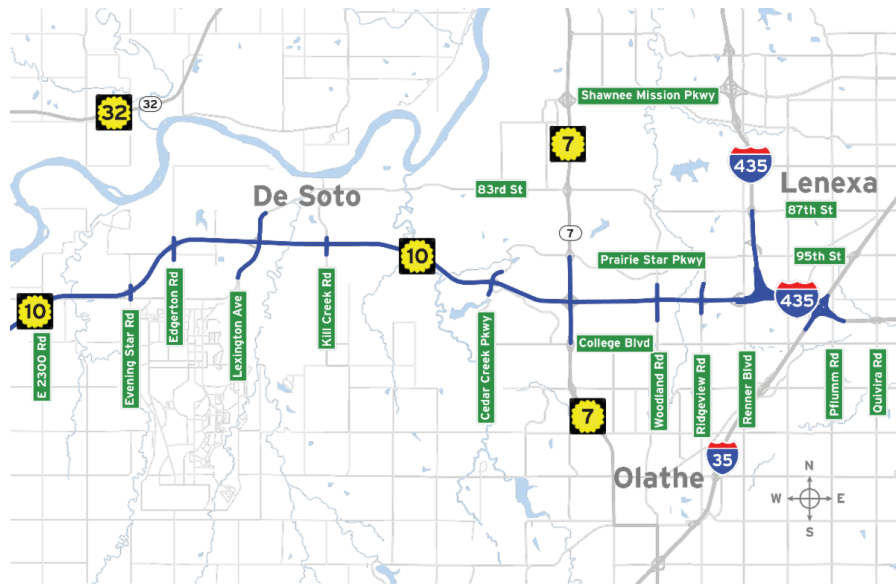 Shawnee Mission Pkwy
32
32
7
435
Lenexa
De Soto
83rd St
87th St
7
10
Prairie Star Pkwy
95th St
435
10
E 2300 Rd
Evening Star Rd
Edgerton Rd
Lexington Ave
Kill Creek Rd
Cedar Creek Pkwy
College Blvd
Woodland Rd
Ridgeview Rd
Renner Blvd
Pflumm Rd
Quivira Rd
7
35
Olathe
N
W
E
S